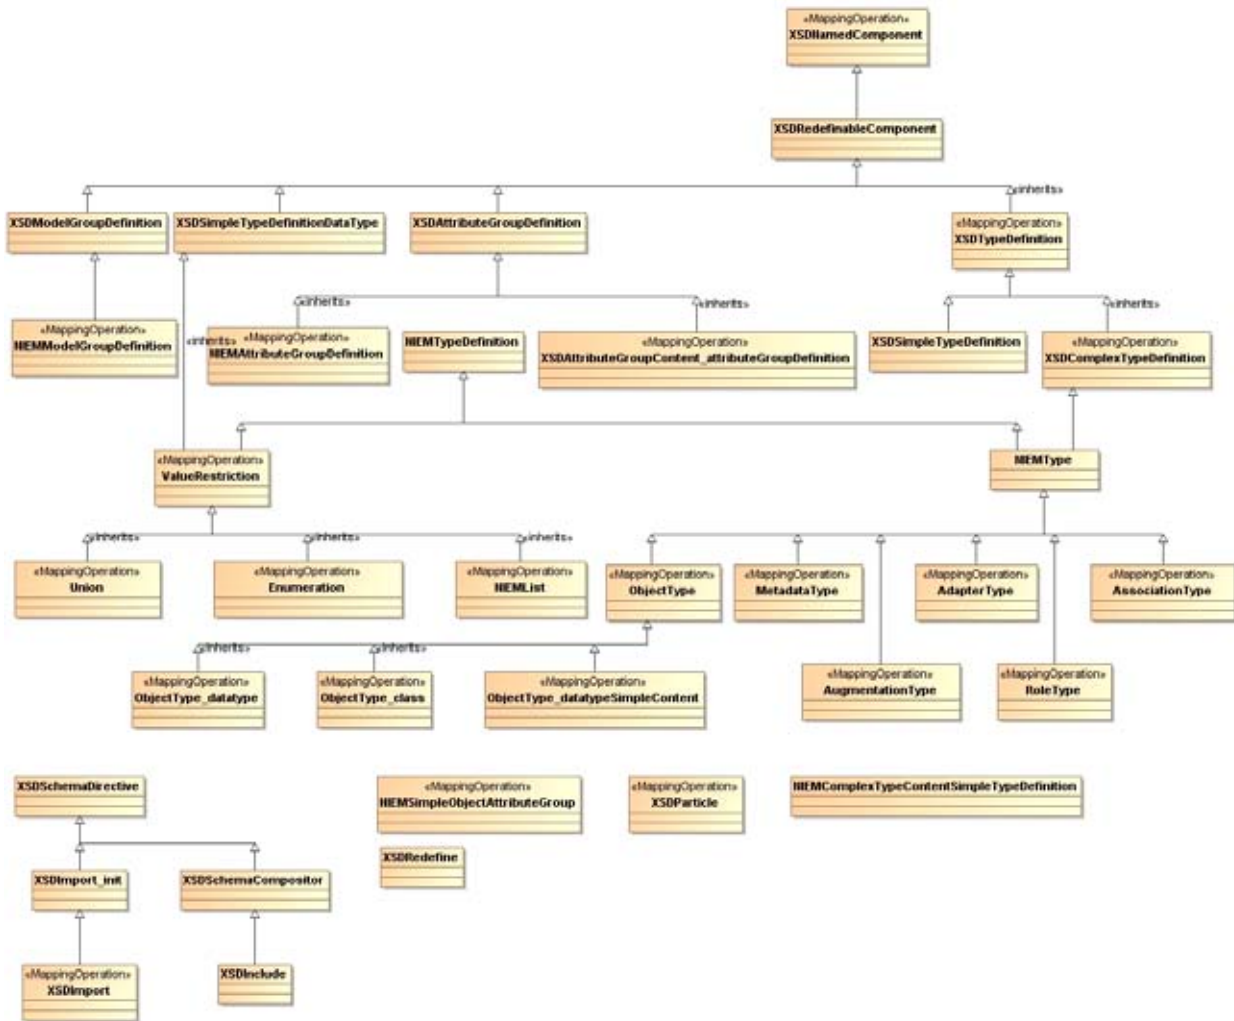 «MappingOperation»
XSDNamedComponent
XSDRedefinableComponent
«inherits»
XSDModelGroupDefinition
XSDSimpleTypeDefinitionDataType
XSDAttributeGroupDefinition
«MappingOperation»
XSDTypeDefinition
«inherits»
«inherits»
«inherits»
«MappingOperation»
NIEMModelGroupDefinition
«inherits»
«MappingOperation»
NIEMAttributeGroupDefinition
NIEMTypeDefinition
«MappingOperation»
XSDAttributeGroupContent_attributeGroupDefinition
XSDSimpleTypeDefinition
«MappingOperation»
XSDComplexTypeDefinition
«MappingOperation»
ValueRestriction
NIEMType
«inherits»
«inherits»
«inherits»
«MappingOperation»
Union
«MappingOperation»
Enumeration
«MappingOperation»
NIEMList
«MappingOperation»
ObjectType
«MappingOperation»
MetadataType
«MappingOperation»
AdapterType
«MappingOperation»
AssociationType
«inherits»
«inherits»
«MappingOperation»
ObjectType_datatype
«MappingOperation»
ObjectType_class
«MappingOperation»
ObjectType_datatypeSimpleContent
«MappingOperation»
AugmentationType
«MappingOperation»
RoleType
XSDSchemaDirective
«MappingOperation»
NIEMSimpleObjectAttributeGroup
«MappingOperation»
XSDParticle
NIEMComplexTypeContentSimpleTypeDefinition
XSDRedefine
XSDImport_init
XSDSchemaCompositor
«MappingOperation»
XSDImport
XSDInclude